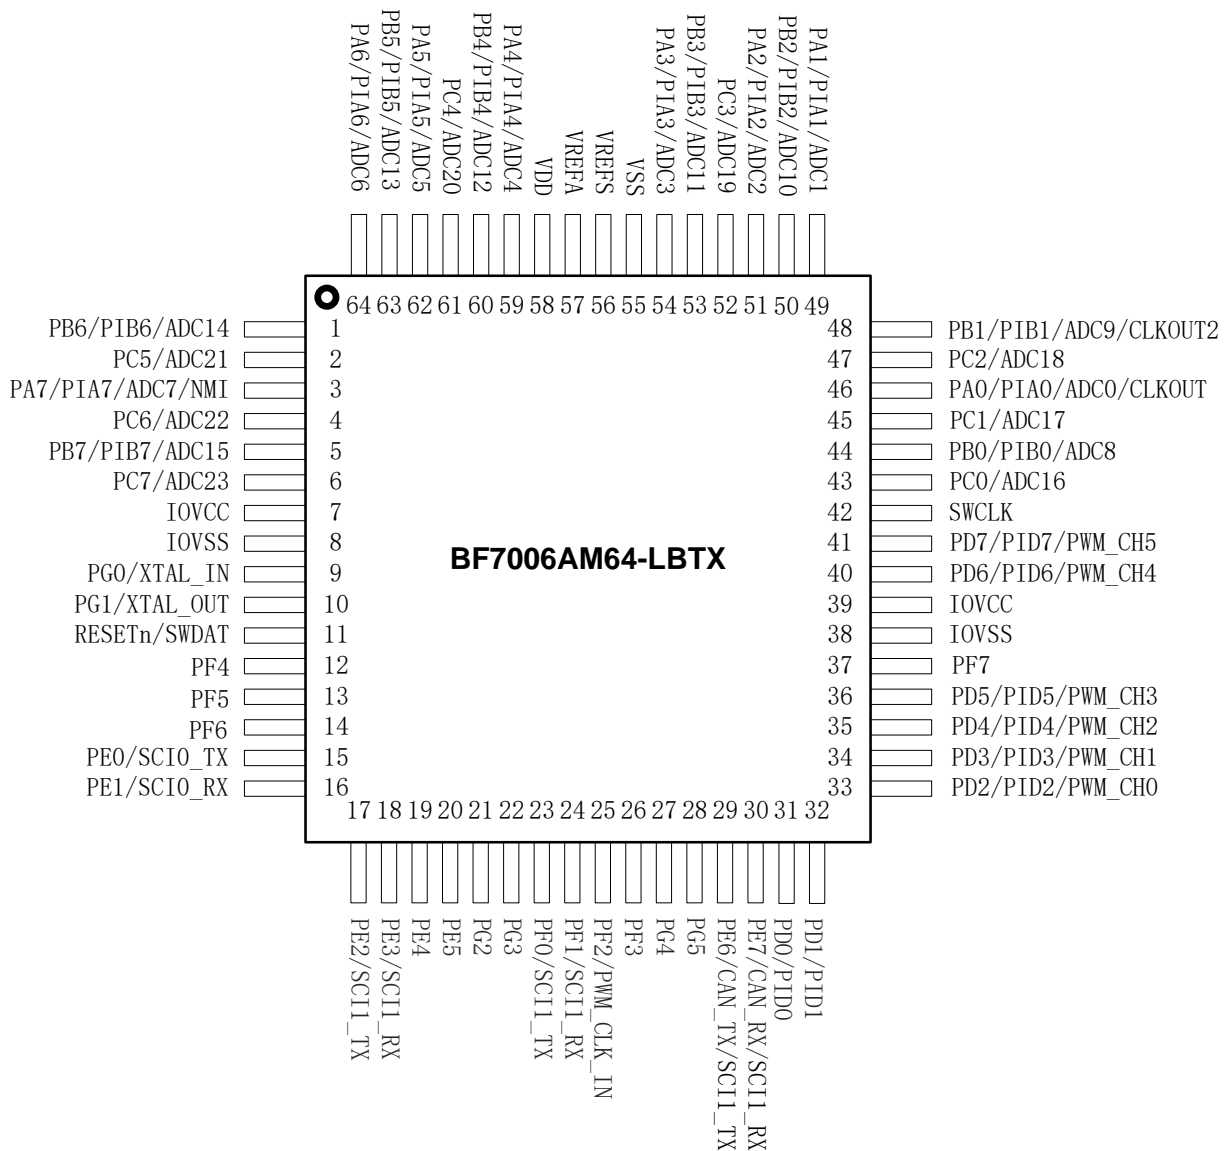 PA6/PIA6/ADC6
PB5/PIB5/ADC13
PA5/PIA5/ADC5
PC4/ADC20
PB4/PIB4/ADC12
PA4/PIA4/ADC4
VDD
VREFA
VREFS
VSS
PA3/PIA3/ADC3
PB3/PIB3/ADC11
PC3/ADC19
PA2/PIA2/ADC2
PB2/PIB2/ADC10
PA1/PIA1/ADC1
64 63 62 61 60 59 58 57 56 55 54 53 52 51 50 49
PB6/PIB6/ADC14 1
PC5/ADC21 2
PA7/PIA7/ADC7/NMI 3
PC6/ADC22 4
PB7/PIB7/ADC15 5
PC7/ADC23 6
IOVCC 7
IOVSS 8
PG0/XTAL_IN 9
PG1/XTAL_OUT 10
RESETn/SWDAT 11
PF4 12
PF5 13
PF6 14
PE0/SCI0_TX 15
PE1/SCI0_RX 16
BF7006AM64-LBTX
48 PB1/PIB1/ADC9/CLKOUT2
47 PC2/ADC18
46 PA0/PIA0/ADC0/CLKOUT
45 PC1/ADC17
44 PB0/PIB0/ADC8
43 PC0/ADC16
42 SWCLK
41 PD7/PID7/PWM_CH5
40 PD6/PID6/PWM_CH4
39 IOVCC
38 IOVSS
37 PF7
36 PD5/PID5/PWM_CH3
35 PD4/PID4/PWM_CH2
34 PD3/PID3/PWM_CH1
33 PD2/PID2/PWM_CH0
17 18 19 20 21 22 23 24 25 26 27 28 29 30 31 32
PE2/SCI1_TX
PE3/SCI1_RX
PE4
PE5
PG2
PG3
PF0/SCI1_TX
PF1/SCI1_RX
PF2/PWM_CLK_IN
PF3
PG4
PG5
PE6/CAN_TX/SCI1_TX
PE7/CAN_RX/SCI1_RX
PD0/PID0
PD1/PID1